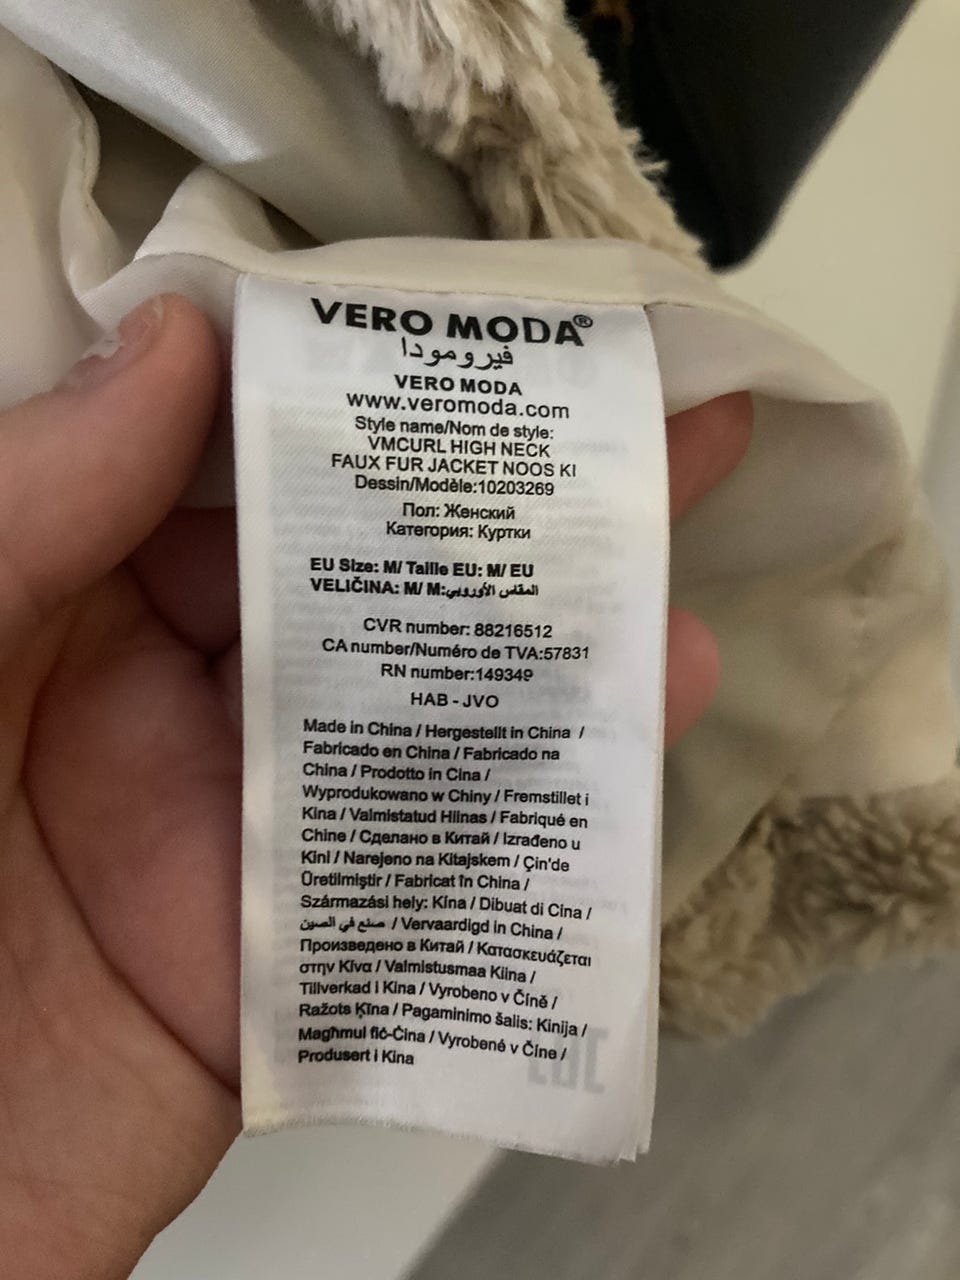 VERO MODA®
فيرومودا
VERO MODA
www.veromoda.com
Style name/Nom de style:
VMCURL HIGH NECK
FAUX FUR JACKET NOOS KI
Dessin/Modèle:10203269
Пол: Женский
Категория: Куртки
EU Size: M/ Taille EU: M/ EU
VELIČINA: M/ M:المقاس الأوروبي
CVR number: 88216512
CA number/Numéro de TVA:57831
RN number:149349
HAB - JVO
Made in China / Hergestellt in China /
Fabricado en China / Fabricado na
China / Prodotto in Cina /
Wyprodukowano w Chiny / Fremstillet i
Kina / Valmistatud Hiinas / Fabriqué en
Chine / Сделано в Китай / Izrađeno u
Kini / Narejeno na Kitajskem / Çin'de
Üretilmiştir / Fabricat în China /
Származási hely: Kína / Dibuat di Cina /
صنع في الصين / Vervaardigd in China /
Произведено в Китай / Κατασκευάζεται
στην Κίνα / Valmistusmaa Kiina /
Tillverkad i Kina / Vyrobeno v Číně /
Ražots Ķīna / Pagaminimo šalis: Kinija /
Magħmul fiċ-Ċina / Vyrobené v Číne /
Produsert i Kina